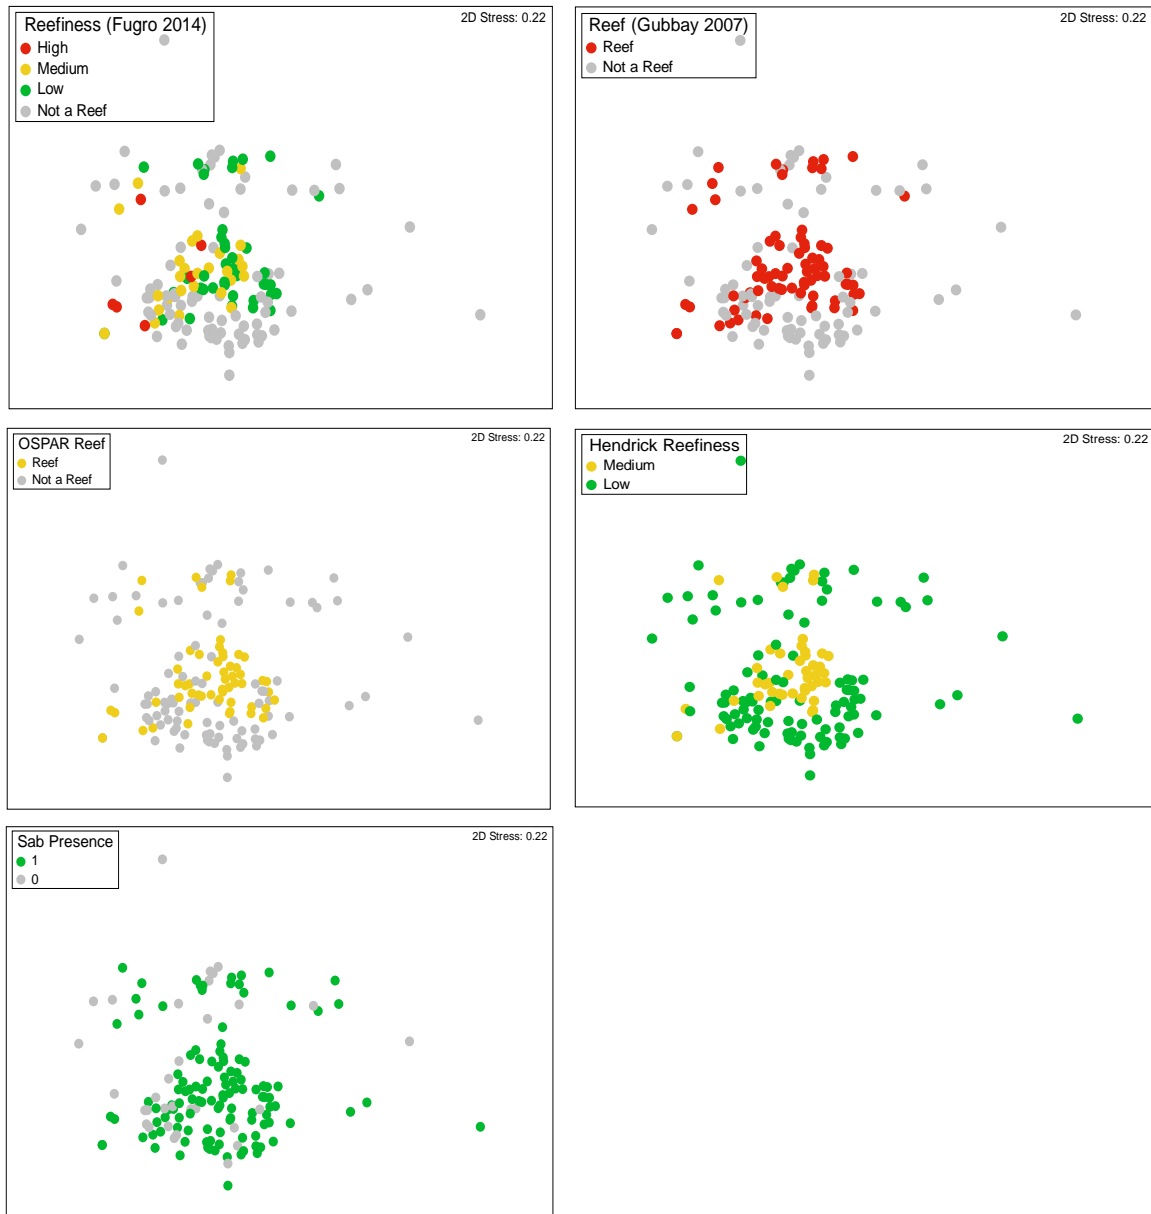 Reefiness (Fugro 2014)
High
Medium
Low
Not a Reef
2D Stress: 0.22
Reef (Gubbay 2007)
Reef
Not a Reef
2D Stress: 0.22
OSPAR Reef
Reef
Not a Reef
2D Stress: 0.22
Hendrick Reefiness
Medium
Low
2D Stress: 0.22
Sab Presence
1
0
2D Stress: 0.22